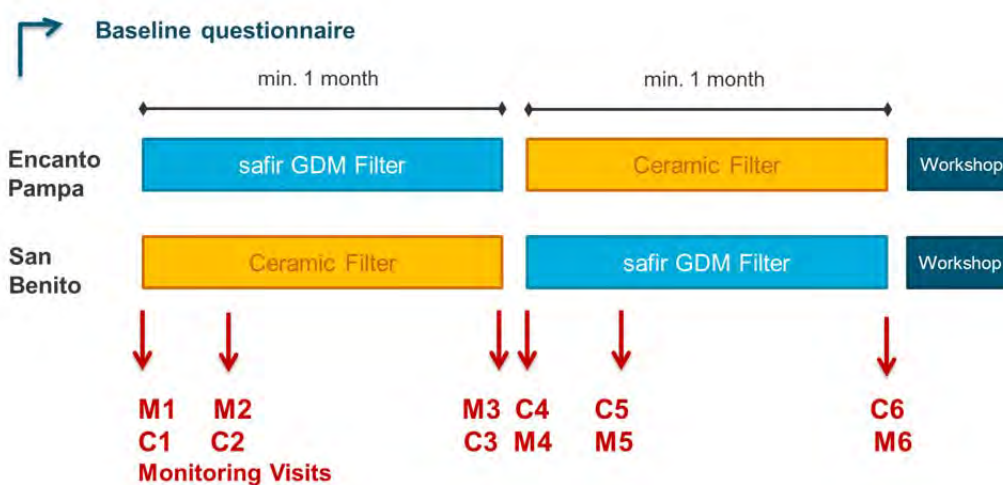 Baseline questionnaire
min. 1 month
min. 1 month
Encanto
Pampa
safir GDM Filter
Ceramic Filter
Workshop
San
Benito
Ceramic Filter
safir GDM Filter
Workshop
M1 M2 M3 C4 C5 C6
C1 C2 C3 M4 M5 M6
Monitoring Visits